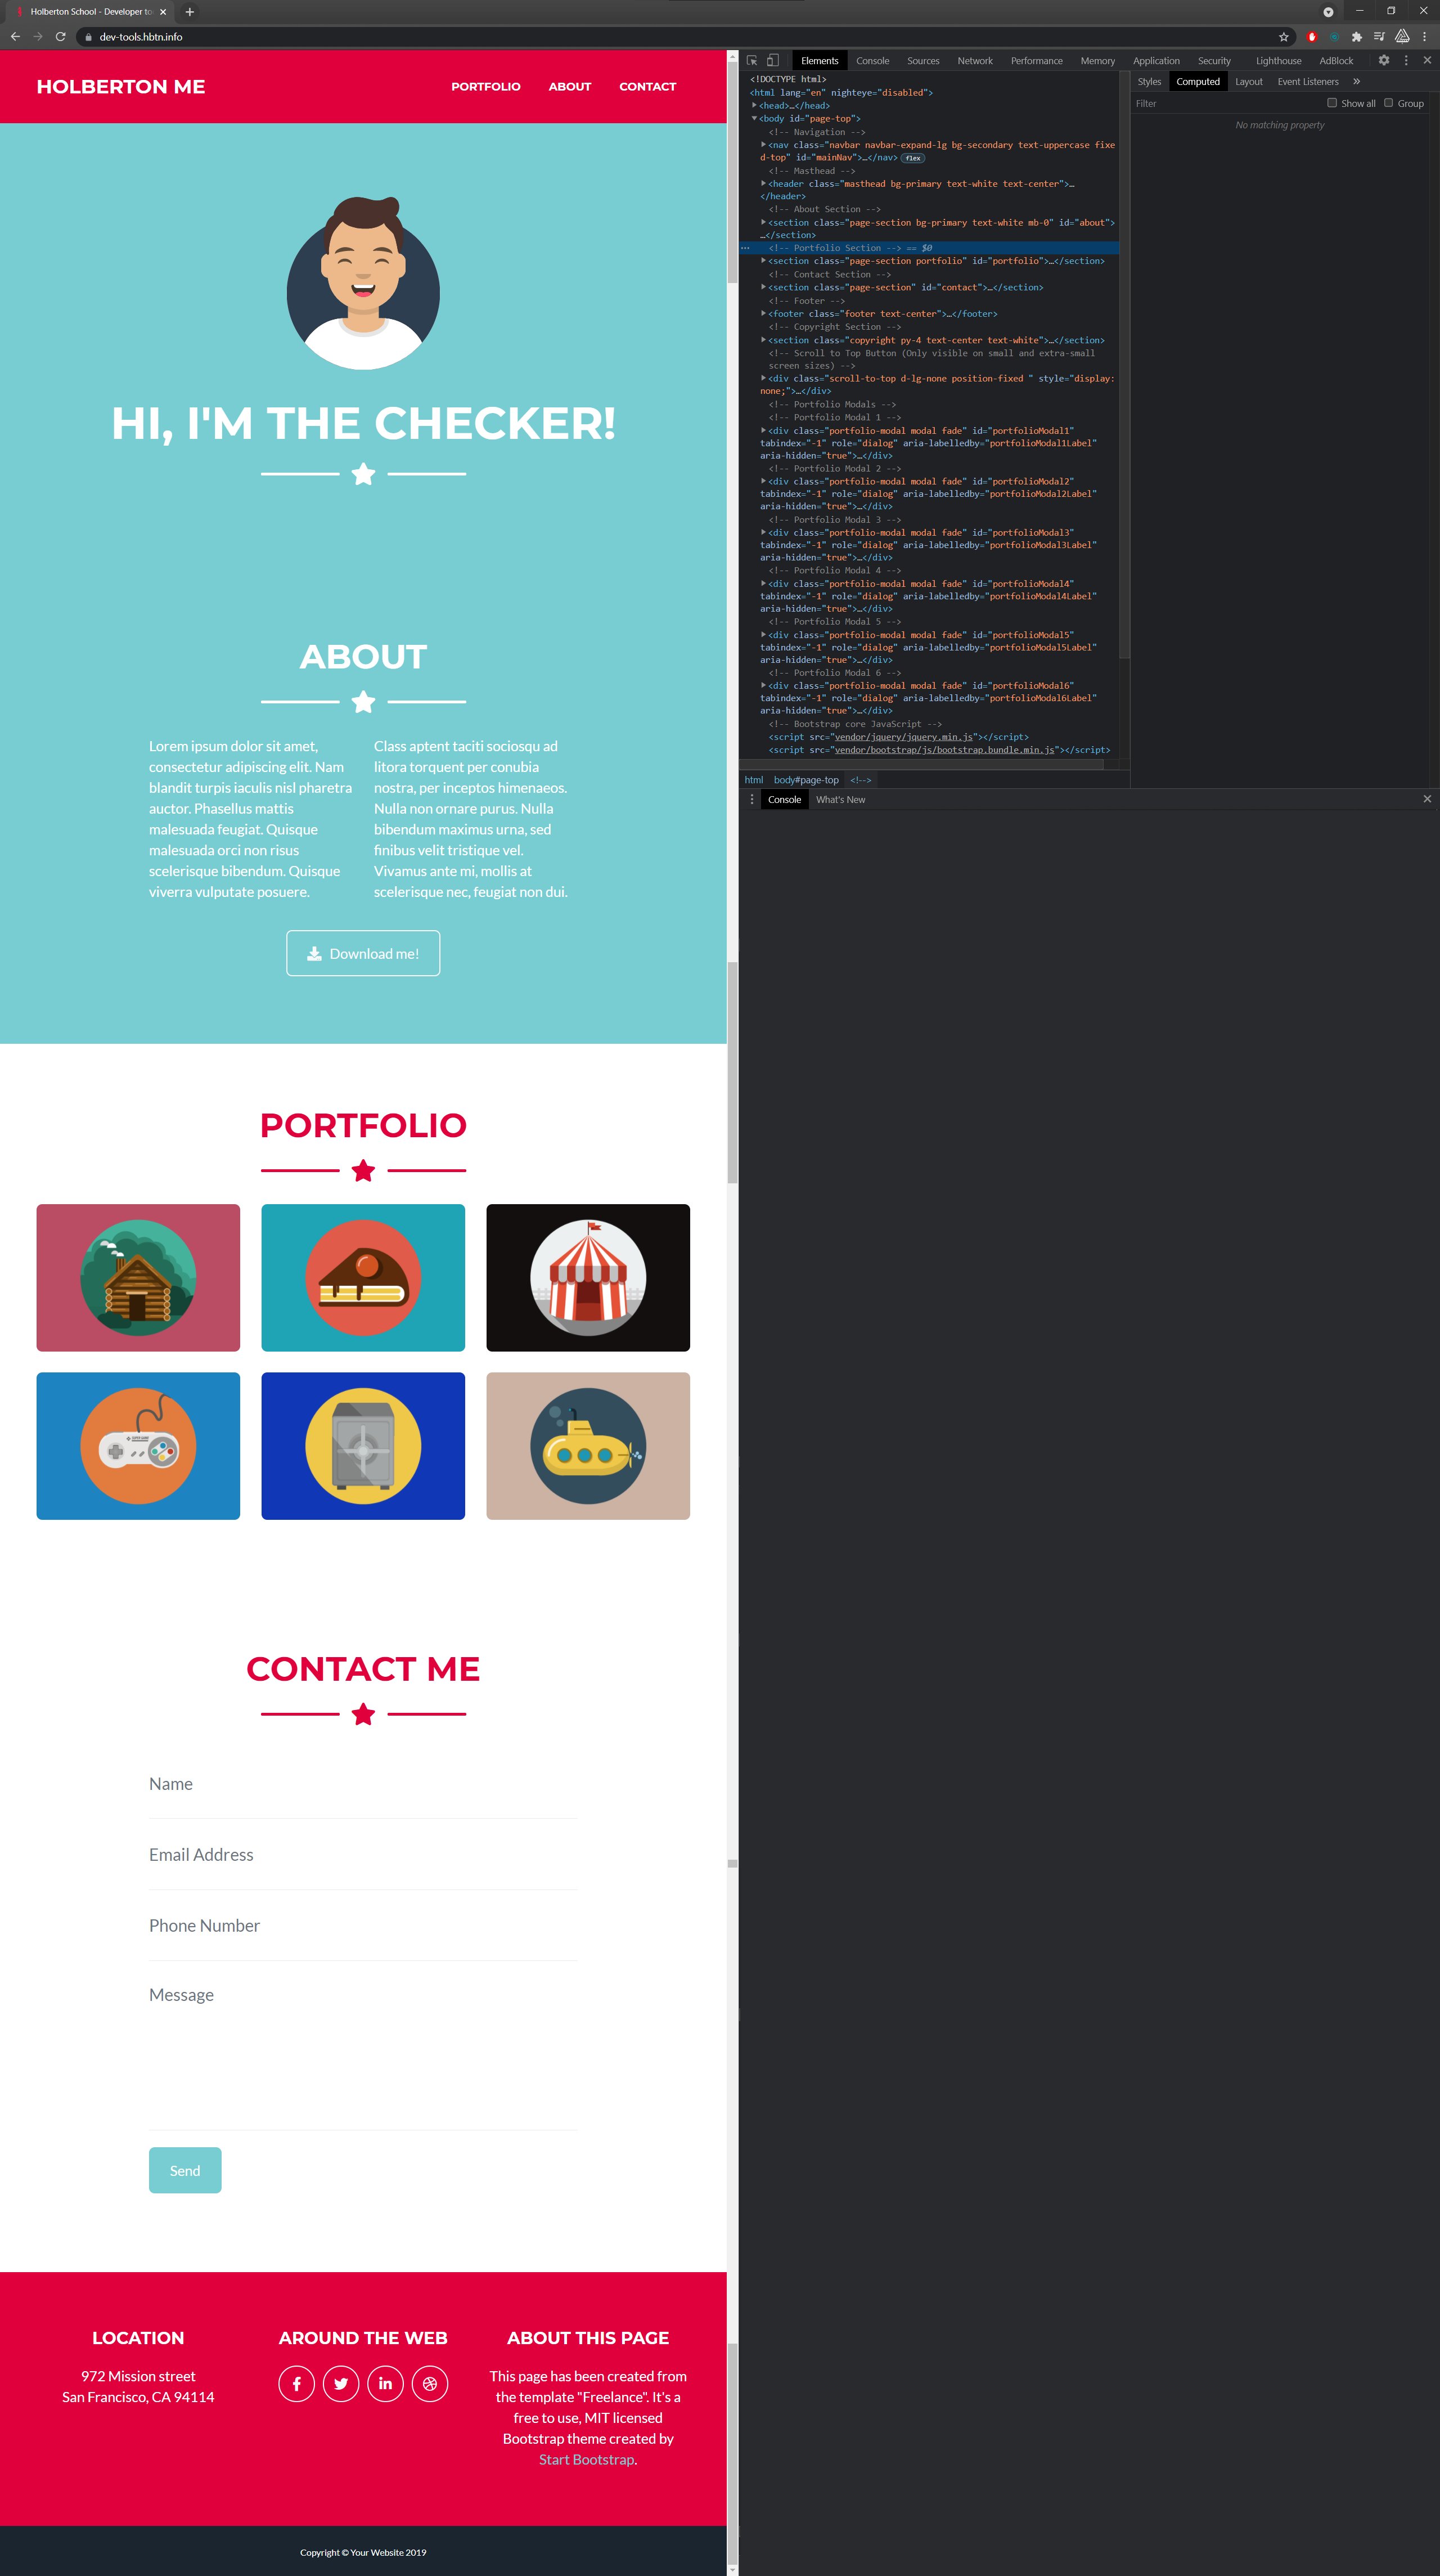 Holberton School - Developer to
dev-tools.hbtn.info
HOLBERTON ME
PORTFOLIO
ABOUT
CONTACT
HI, I'M THE CHECKER!
ABOUT
Lorem ipsum dolor sit amet,
consectetur adipiscing elit. Nam
blandit turpis iaculis nisl pharetra
auctor. Phasellus mattis
malesuada feugiat. Quisque
malesuada orci non risus
scelerisque bibendum. Quisque
viverra vulputate posuere.
Class aptent taciti sociosqu ad
litora torquent per conubia
nostra, per inceptos himenaeos.
Nulla non ornare purus. Nulla
bibendum maximus urna, sed
finibus velit tristique vel.
Vivamus ante mi, mollis at
scelerisque nec, feugiat non dui.
Download me!
PORTFOLIO
CONTACT ME
Name
Email Address
Phone Number
Message
Send
LOCATION
972 Mission street
San Francisco, CA 94114
AROUND THE WEB
ABOUT THIS PAGE
This page has been created from
the template "Freelance". It's a
free to use, MIT licensed
Bootstrap theme created by
Start Bootstrap.
Copyright © Your Website 2019
Elements Console Sources Network Performance Memory Application Security Lighthouse AdBlock
<!DOCTYPE html>
<html lang="en" nighteye="disabled">
<head>…</head>
<body id="page-top">
<!-- Navigation -->
<nav class="navbar navbar-expand-lg bg-secondary text-uppercase fixe
d-top" id="mainNav">…</nav> flex
<!-- Masthead -->
<header class="masthead bg-primary text-white text-center">…
</header>
<!-- About Section -->
<section class="page-section bg-primary text-white mb-0" id="about">
…</section>
<!-- Portfolio Section --> == $0
<section class="page-section portfolio" id="portfolio">…</section>
<!-- Contact Section -->
<section class="page-section" id="contact">…</section>
<!-- Footer -->
<footer class="footer text-center">…</footer>
<!-- Copyright Section -->
<section class="copyright py-4 text-center text-white">…</section>
<!-- Scroll to Top Button (Only visible on small and extra-small
screen sizes) -->
<div class="scroll-to-top d-lg-none position-fixed " style="display:
none;">…</div>
<!-- Portfolio Modals -->
<!-- Portfolio Modal 1 -->
<div class="portfolio-modal modal fade" id="portfolioModal1"
tabindex="-1" role="dialog" aria-labelledby="portfolioModal1Label"
aria-hidden="true">…</div>
<!-- Portfolio Modal 2 -->
<div class="portfolio-modal modal fade" id="portfolioModal2"
tabindex="-1" role="dialog" aria-labelledby="portfolioModal2Label"
aria-hidden="true">…</div>
<!-- Portfolio Modal 3 -->
<div class="portfolio-modal modal fade" id="portfolioModal3"
tabindex="-1" role="dialog" aria-labelledby="portfolioModal3Label"
aria-hidden="true">…</div>
<!-- Portfolio Modal 4 -->
<div class="portfolio-modal modal fade" id="portfolioModal4"
tabindex="-1" role="dialog" aria-labelledby="portfolioModal4Label"
aria-hidden="true">…</div>
<!-- Portfolio Modal 5 -->
<div class="portfolio-modal modal fade" id="portfolioModal5"
tabindex="-1" role="dialog" aria-labelledby="portfolioModal5Label"
aria-hidden="true">…</div>
<!-- Portfolio Modal 6 -->
<div class="portfolio-modal modal fade" id="portfolioModal6"
tabindex="-1" role="dialog" aria-labelledby="portfolioModal6Label"
aria-hidden="true">…</div>
<!-- Bootstrap core JavaScript -->
<script src="vendor/jquery/jquery.min.js"></script>
<script src="vendor/bootstrap/js/bootstrap.bundle.min.js"></script>
html body#page-top <!-->
Styles Computed Layout Event Listeners »
Filter Show all Group
No matching property
Console What's New